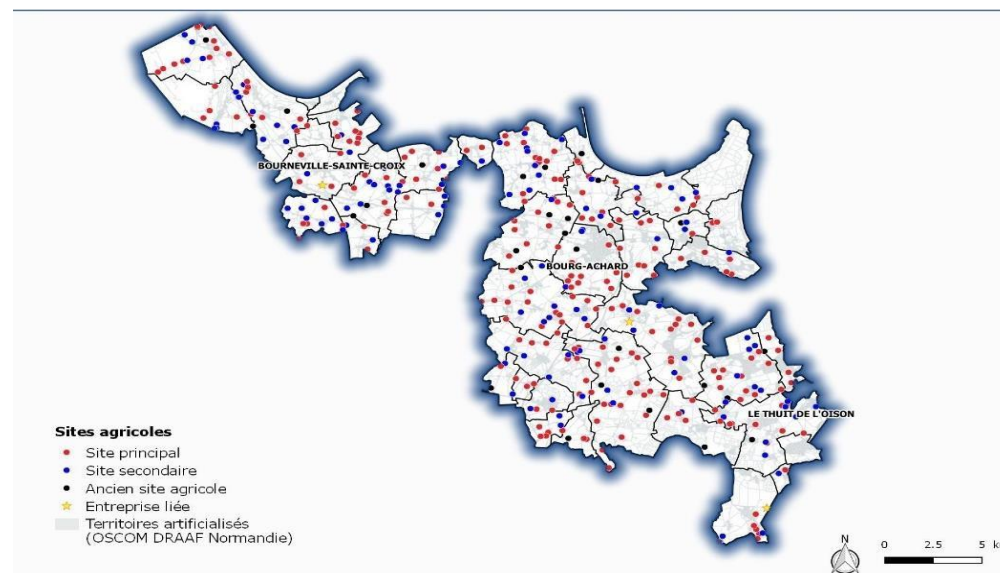 BOURNEVILLE-SAINTE-CROIX
BOURG-ACHARD
LE THUIT DE L'OISON
Sites agricoles
Site principal
Site secondaire
Ancien site agricole
Entreprise liée
Territoires artificialisés
(OSCOM DRAAF Normandie)
N
0 2.5 5 k